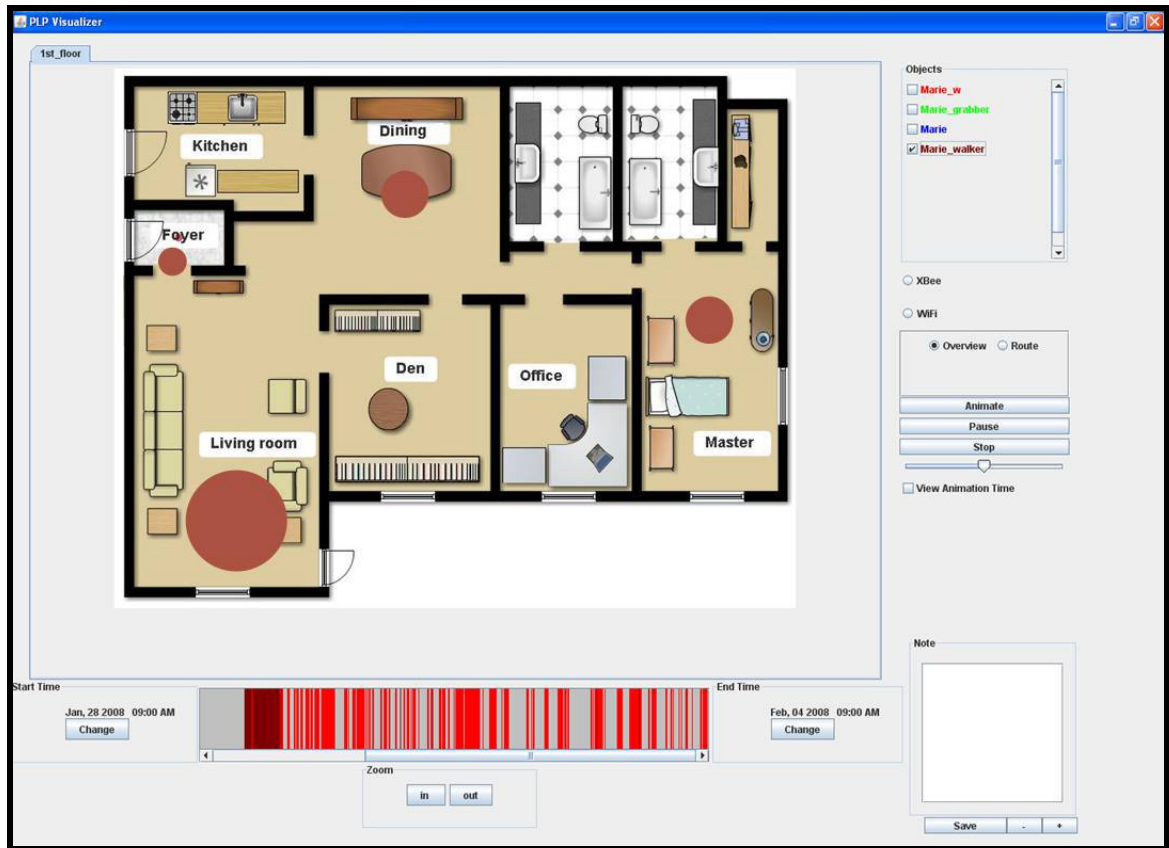 PLP Visualizer
1st_floor
Kitchen
Dining
Foyer
Den
Office
Living room
Master
Objects
Marie_w
Marie_grabber
Marie
Marie_walker
XBee
WiFi
Overview Route
Animate
Pause
Stop
View Animation Time
Note
Save - +
Start Time
Jan, 28 2008 09:00 AM
Change
End Time
Feb, 04 2008 09:00 AM
Change
Zoom
in out